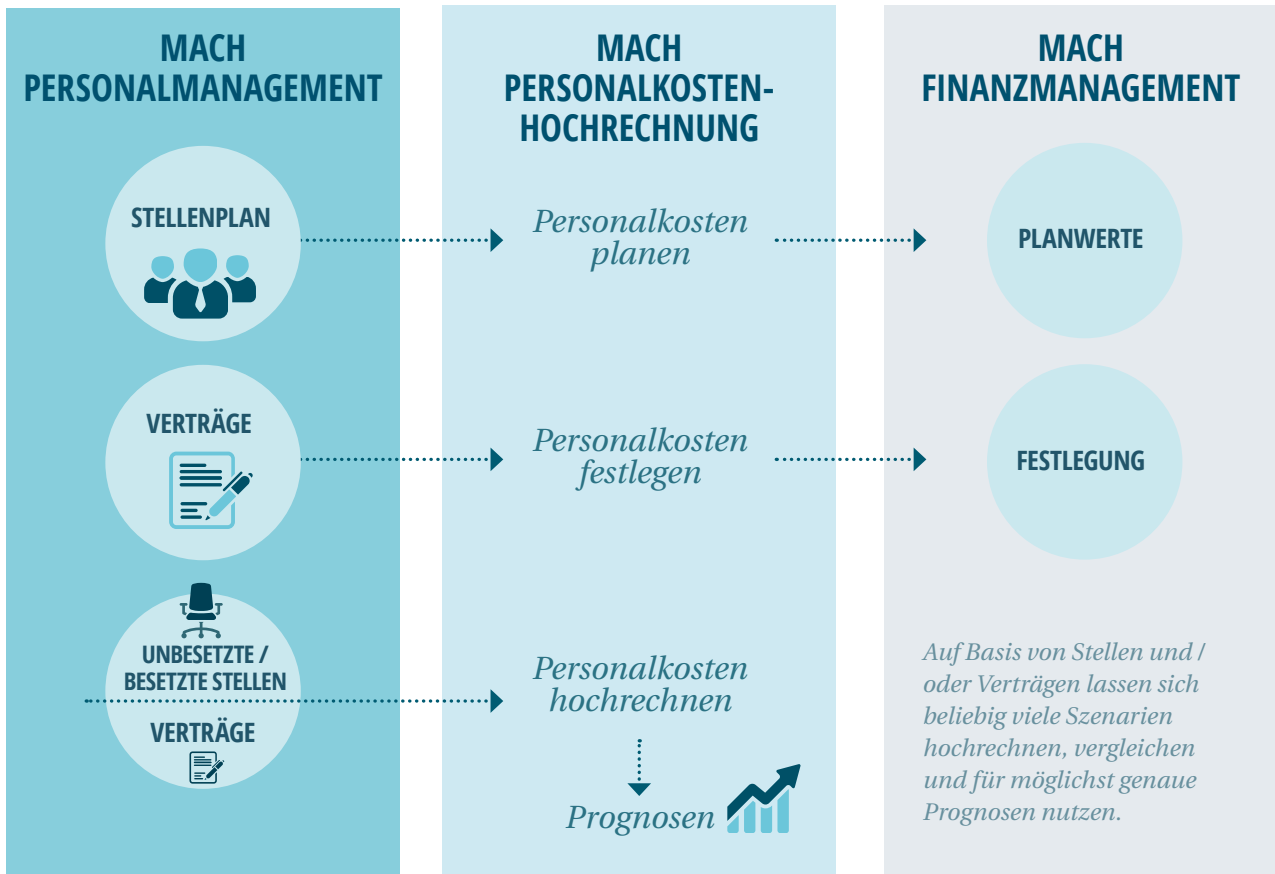 MACH
PERSONALMANAGEMENT
STELLENPLAN
VERTRÄGE
UNBESETZTE /
BESETZTE STELLEN
VERTRÄGE
MACH
PERSONALKOSTEN-
HOCHRECHNUNG
Personalkosten
planen
Personalkosten
festlegen
Personalkosten
hochrechnen
Prognosen
MACH
FINANZMANAGEMENT
PLANWERTE
FESTLEGUNG
Auf Basis von Stellen und /
oder Verträgen lassen sich
beliebig viele Szenarien
hochrechnen, vergleichen
und für möglichst genaue
Prognosen nutzen.